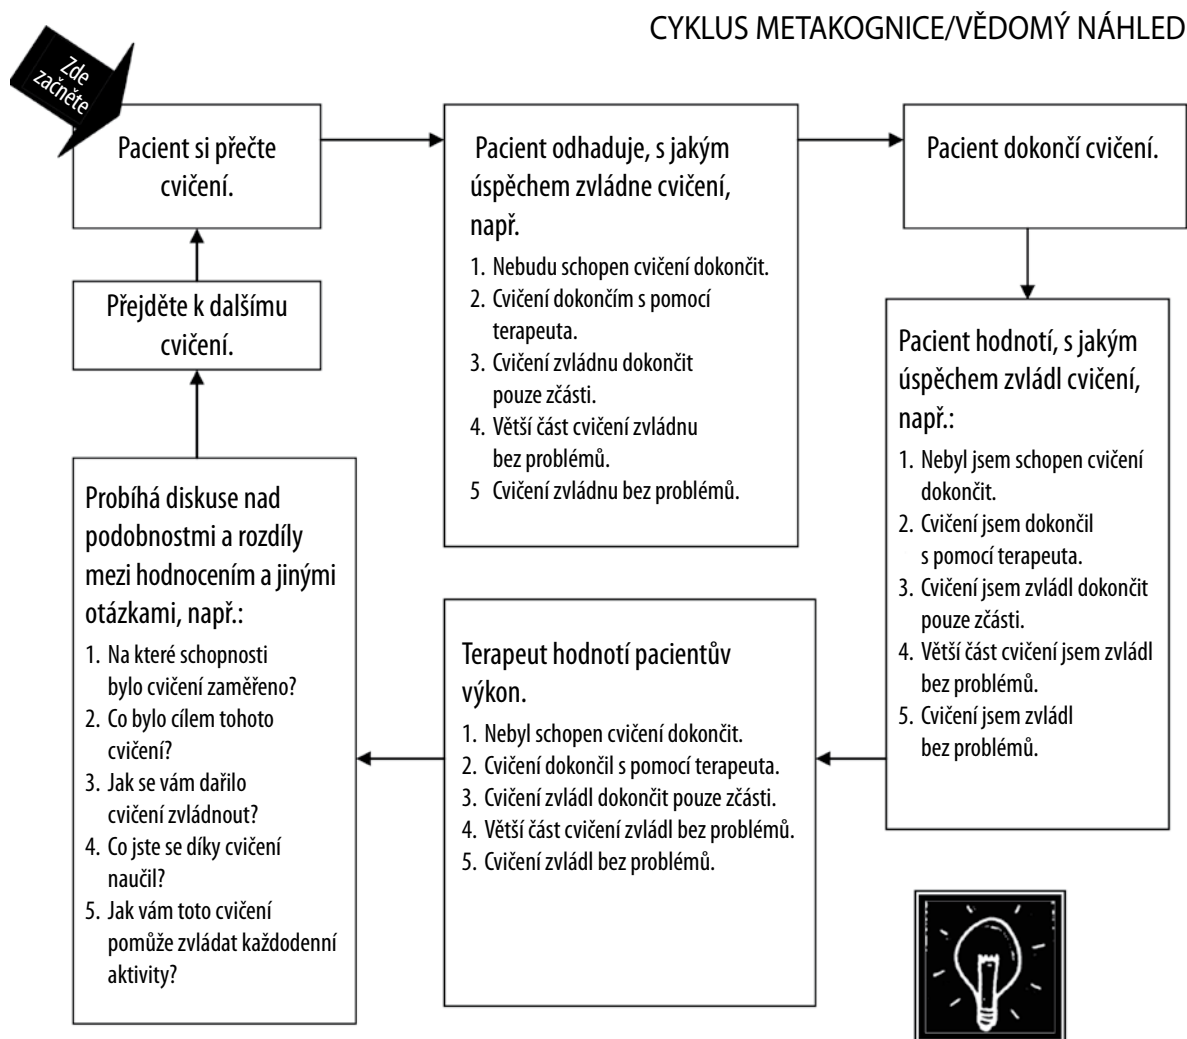 CYKLUS METAKOGNICE/VĚDOMÝ NÁHLED
Zde
začněte
Pacient si přečte
cvičení.
Pacient odhaduje, s jakým
úspěchem zvládne cvičení,
např.
1. Nebudu schopen cvičení dokončit.
2. Cvičení dokončím s pomocí
terapeuta.
3. Cvičení zvládnu dokončit
pouze zčásti.
4. Větší část cvičení zvládnu
bez problémů.
5 Cvičení zvládnu bez problémů.
Pacient dokončí cvičení.
Pacient hodnotí, s jakým
úspěchem zvládl cvičení,
např.:
1. Nebyl jsem schopen cvičení
dokončit.
2. Cvičení jsem dokončil
s pomocí terapeuta.
3. Cvičení jsem zvládl dokončit
pouze zčásti.
4. Větší část cvičení jsem zvládl
bez problémů.
5. Cvičení jsem zvládl
bez problémů.
Terapeut hodnotí pacientův
výkon.
1. Nebyl schopen cvičení dokončit.
2. Cvičení dokončil s pomocí terapeuta.
3. Cvičení zvládl dokončit pouze zčásti.
4. Větší část cvičení zvládl bez problémů.
5. Cvičení zvládl bez problémů.
Probíhá diskuse nad
podobnostmi a rozdíly
mezi hodnocením a jinými
otázkami, např.:
1. Na které schopnosti
bylo cvičení zaměřeno?
2. Co bylo cílem tohoto
cvičení?
3. Jak se vám dařilo
cvičení zvládnout?
4. Co jste se díky cvičení
naučil?
5. Jak vám toto cvičení
pomůže zvládat každodenní
aktivity?
Přejděte k dalšímu
cvičení.